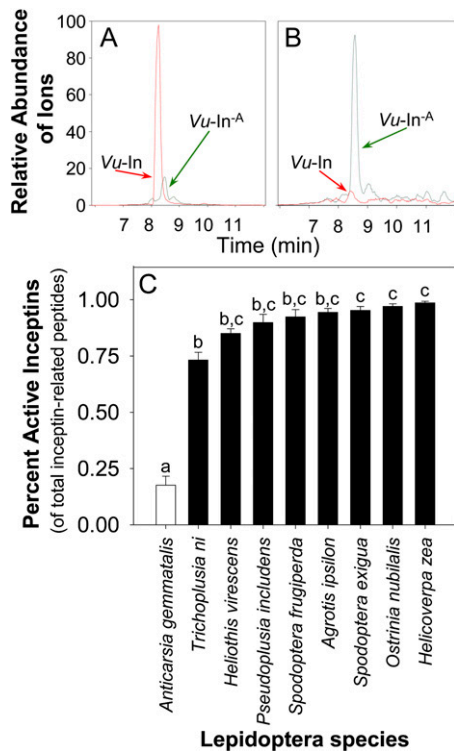 Relative Abundance
of Ions
100
80
60
40
20
0
A
Vu-In
Vu-In-A
7 8 9 10 11
B
Vu-In
Vu-In-A
7 8 9 10 11
Time (min)
Percent Active Inceptins
(of total inceptin-related peptides)
C
1.00
0.75
0.50
0.25
0.00
a
b
b,c
b,c
b,c
b,c
c
c
c
Anticarsia gemmatalis
Trichoplusia ni
Heliothis virescens
Pseudoplusia includens
Spodoptera frugiperda
Agrotis ipsilon
Spodoptera exigua
Ostrinia nubilalis
Helicoverpa zea
Lepidoptera species